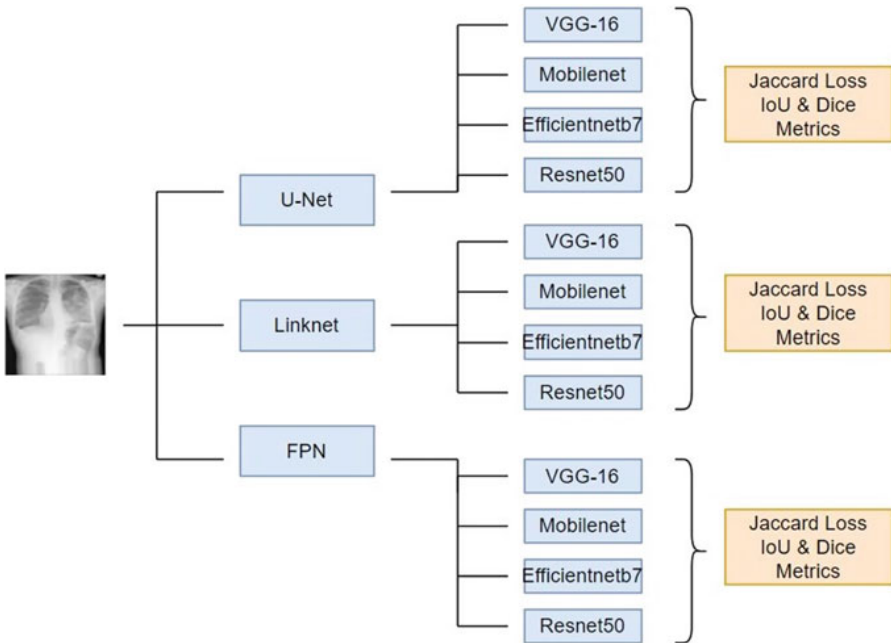 U-Net
VGG-16
Mobilenet
Efficientnetb7
Resnet50
Jaccard Loss
IoU & Dice
Metrics
Linknet
VGG-16
Mobilenet
Efficientnetb7
Resnet50
Jaccard Loss
IoU & Dice
Metrics
FPN
VGG-16
Mobilenet
Efficientnetb7
Resnet50
Jaccard Loss
IoU & Dice
Metrics